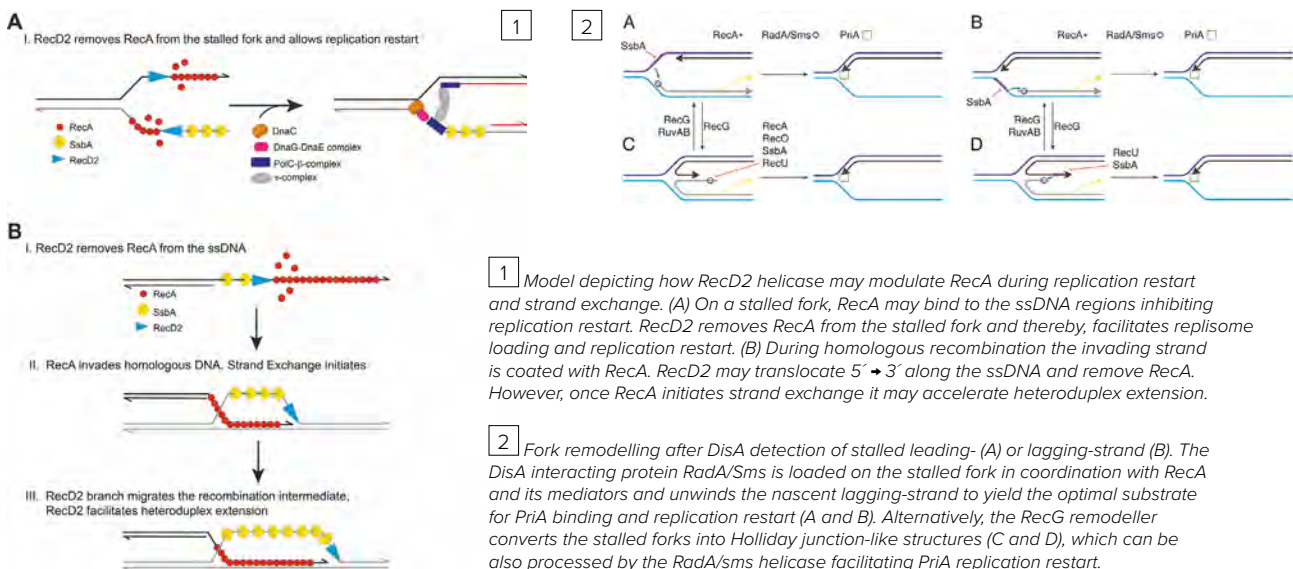 A
I. RecD2 removes RecA from the stalled fork and allows replication restart
1
RecA
SsbA
RecD2
DnaC
DnaG-DnaE complex
PolC-β-complex
τ-complex
B
I. RecD2 removes RecA from the ssDNA
RecA
SsbA
RecD2
II. RecA invades homologous DNA. Strand Exchange initiates
III. RecD2 branch migrates the recombination intermediate,
RecD2 facilitates heteroduplex extension
2
A
RecA
RadA/Sms
PriA
SsbA
B
RecA
RadA/Sms
PriA
SsbA
RecG
RuvAB
RecG
RecA
RecO
SsbA
RecU
C
RecG
RuvAB
RecG
RecU
SsbA
D
1 Model depicting how RecD2 helicase may modulate RecA during replication restart
and strand exchange. (A) On a stalled fork, RecA may bind to the ssDNA regions inhibiting
replication restart. RecD2 removes RecA from the stalled fork and thereby, facilitates replisome
loading and replication restart. (B) During homologous recombination the invading strand
is coated with RecA. RecD2 may translocate 5´ → 3´ along the ssDNA and remove RecA.
However, once RecA initiates strand exchange it may accelerate heteroduplex extension.
2 Fork remodelling after DisA detection of stalled leading- (A) or lagging-strand (B). The
DisA interacting protein RadA/Sms is loaded on the stalled fork in coordination with RecA
and its mediators and unwinds the nascent lagging-strand to yield the optimal substrate
for PriA binding and replication restart (A and B). Alternatively, the RecG remodeller
converts the stalled forks into Holliday junction-like structures (C and D), which can be
also processed by the RadA/sms helicase facilitating PriA replication restart.